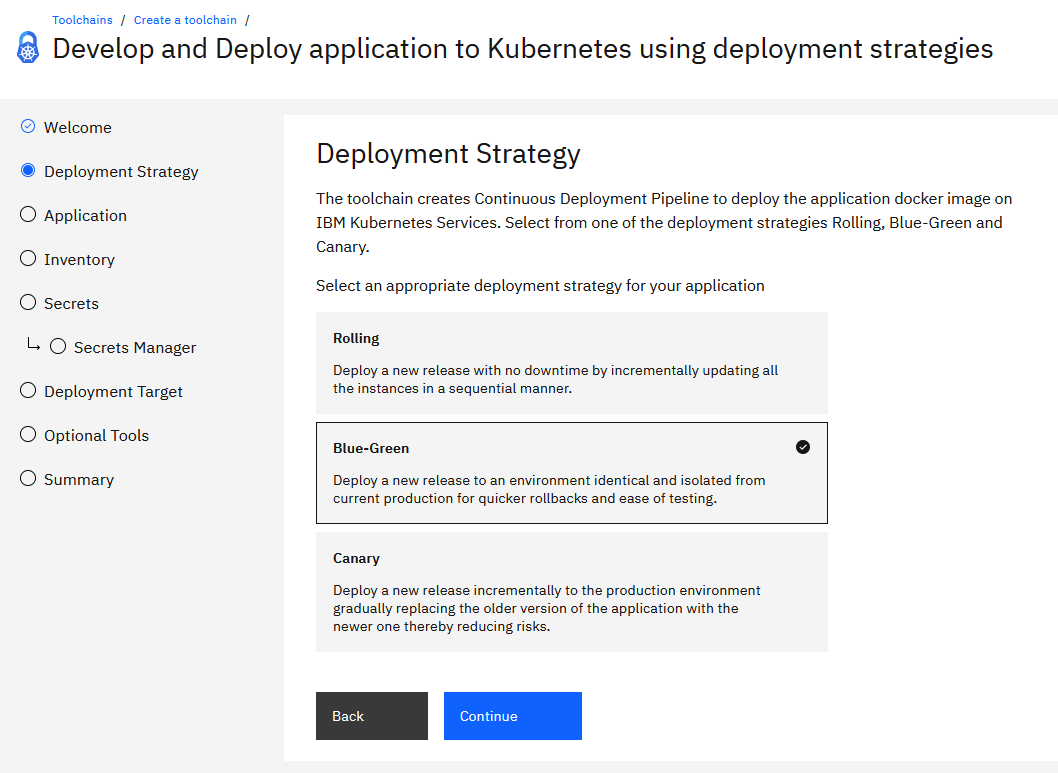 Toolchains / Create a toolchain /
Develop and Deploy application to Kubernetes using deployment strategies
Welcome
Deployment Strategy
Application
Inventory
Secrets
Secrets Manager
Deployment Target
Optional Tools
Summary
Deployment Strategy
The toolchain creates Continuous Deployment Pipeline to deploy the application docker image on
IBM Kubernetes Services. Select from one of the deployment strategies Rolling, Blue-Green and
Canary.
Select an appropriate deployment strategy for your application
Rolling
Deploy a new release with no downtime by incrementally updating all
the instances in a sequential manner.
Blue-Green
Deploy a new release to an environment identical and isolated from
current production for quicker rollbacks and ease of testing.
Canary
Deploy a new release incrementally to the production environment
gradually replacing the older version of the application with the
newer one thereby reducing risks.
Back
Continue